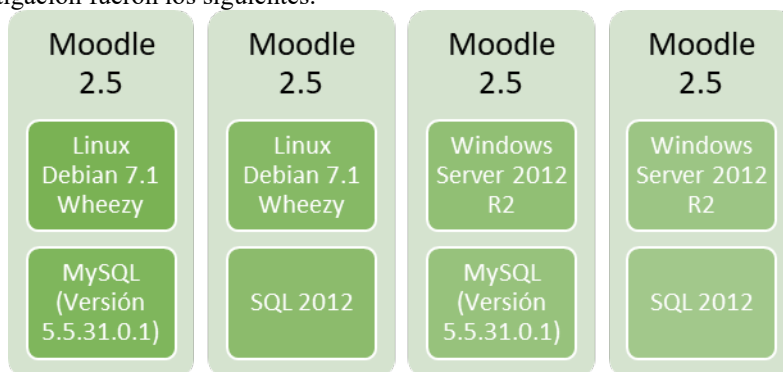 tigación fueron los siguientes:
Moodle
2.5
Linux
Debian 7.1
Wheezy
MySQL
(Versión
5.5.31.0.1)
Moodle
2.5
Linux
Debian 7.1
Wheezy
SQL 2012
Moodle
2.5
Windows
Server 2012
R2
MySQL
(Versión
5.5.31.0.1)
Moodle
2.5
Windows
Server 2012
R2
SQL 2012